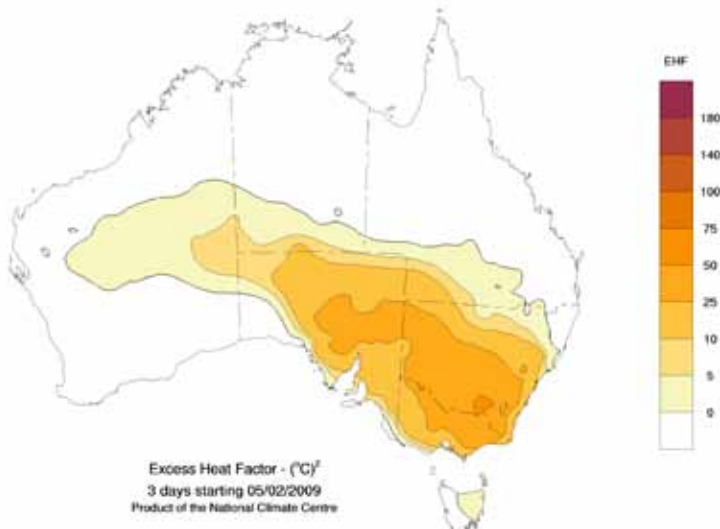 EHF
180
140
100
75
50
25
10
5
0
Excess Heat Factor - (°C)²
3 days starting 05/02/2009
Product of the National Climate Centre